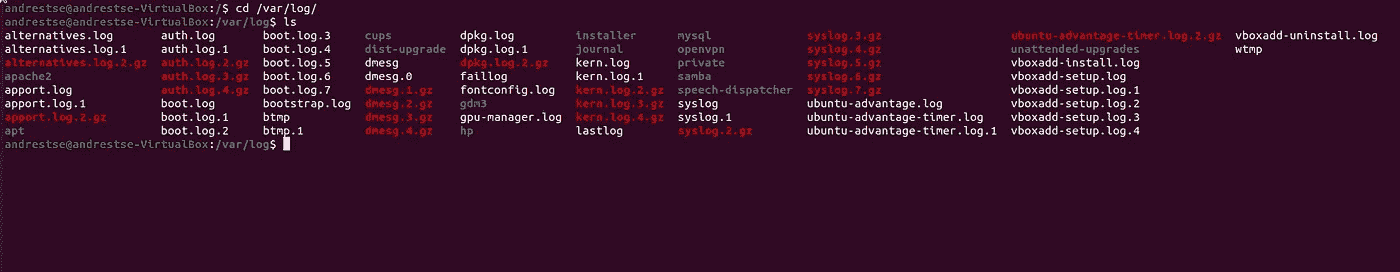 andrestse@andrestse-VirtualBox:/$ cd /var/log/
andrestse@andrestse-VirtualBox:/var/log$ ls
alternatives.log auth.log boot.log.3 cups dpkg.log installer mysql syslog.3.gz ubuntu-advantage-timer.log.2.gz vboxadd-uninstall.log
alternatives.log.1 auth.log.1 boot.log.4 dist-upgrade dpkg.log.1 journal openvpn syslog.4.gz unattended-upgrades wtmp
alternatives.log.2.gz auth.log.2.gz boot.log.5 dmesg dpkg.log.2.gz kern.log private syslog.5.gz vboxadd-install.log
apache2 auth.log.3.gz boot.log.6 dmesg.0 faillog kern.log.1 samba syslog.6.gz vboxadd-setup.log
apport.log auth.log.4.gz boot.log.7 dmesg.1.gz fontconfig.log kern.log.2.gz speech-dispatcher syslog.7.gz vboxadd-setup.log.1
apport.log.1 boot.log bootstrap.log dmesg.2.gz gdm3 kern.log.3.gz syslog ubuntu-advantage.log vboxadd-setup.log.2
apport.log.2.gz boot.log.1 btmp dmesg.3.gz gpu-manager.log kern.log.4.gz syslog.1 ubuntu-advantage-timer.log vboxadd-setup.log.3
apt boot.log.2 btmp.1 dmesg.4.gz hp lastlog syslog.2.gz ubuntu-advantage-timer.log.1 vboxadd-setup.log.4
andrestse@andrestse-VirtualBox:/var/log$